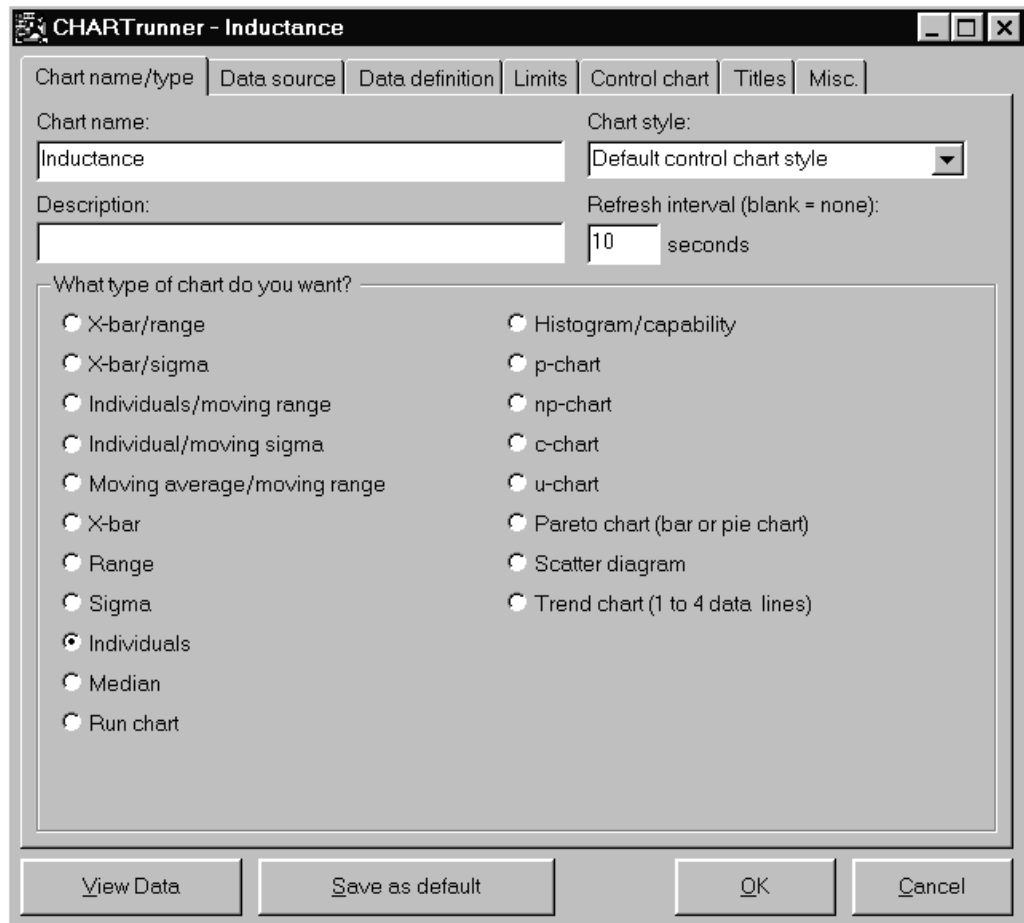 CHARTrunner - Inductance
Chart name/type Data source Data definition Limits Control chart Titles Misc.
Chart name:
Inductance
Chart style:
Default control chart style
Description:
Refresh interval (blank = none):
10 seconds
What type of chart do you want?
X-bar/range
X-bar/sigma
Individuals/moving range
Individual/moving sigma
Moving average/moving range
X-bar
Range
Sigma
Individuals
Median
Run chart
Histogram/capability
p-chart
np-chart
c-chart
u-chart
Pareto chart (bar or pie chart)
Scatter diagram
Trend chart (1 to 4 data lines)
View Data Save as default OK Cancel